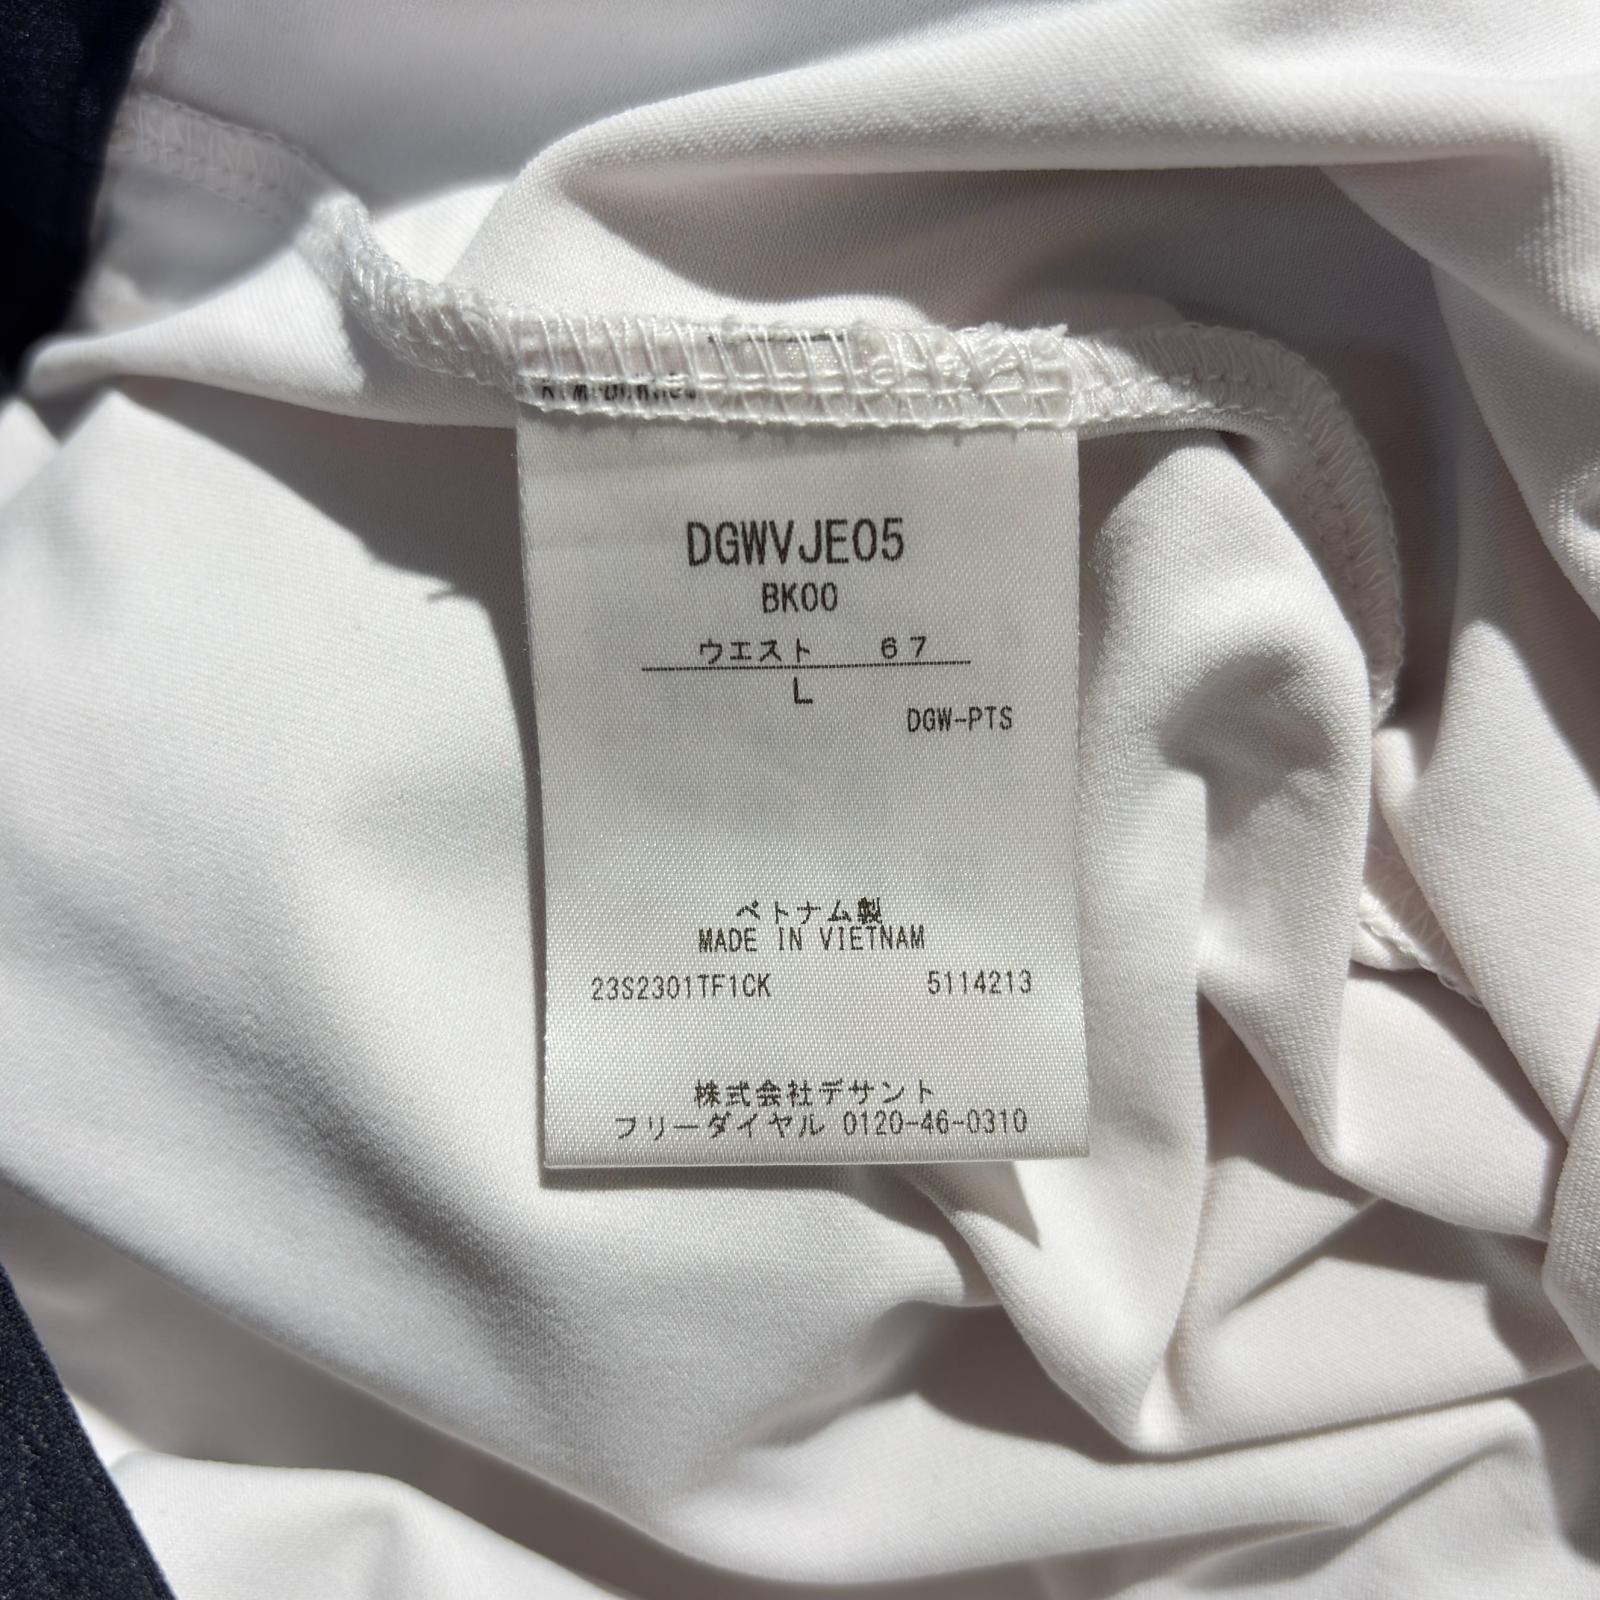 DGWVJE05
BK00
ウエスト 67
L
DGW-PTS
ベトナム製
MADE IN VIETNAM
23S2301TF1CK 5114213
株式会社デサント
フリーダイヤル 0120-46-0310